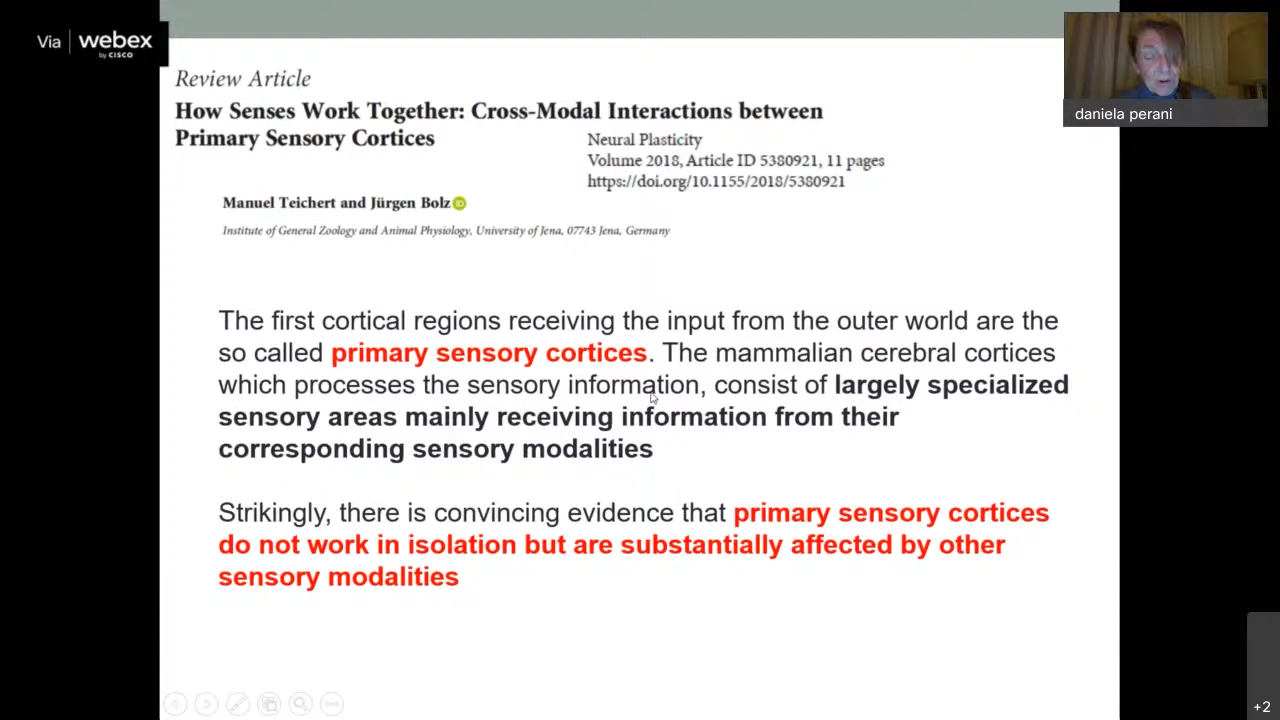 Via webex
by CISCO
daniela perani
Review Article
How Senses Work Together: Cross-Modal Interactions between
Primary Sensory Cortices
Neural Plasticity
Volume 2018, Article ID 5380921, 11 pages
https://doi.org/10.1155/2018/5380921
Manuel Teichert and Jürgen Bolz
Institute of General Zoology and Animal Physiology, University of Jena, 07743 Jena, Germany
The first cortical regions receiving the input from the outer world are the
so called primary sensory cortices. The mammalian cerebral cortices
which processes the sensory information, consist of largely specialized
sensory areas mainly receiving information from their
corresponding sensory modalities
Strikingly, there is convincing evidence that primary sensory cortices
do not work in isolation but are substantially affected by other
sensory modalities
+2